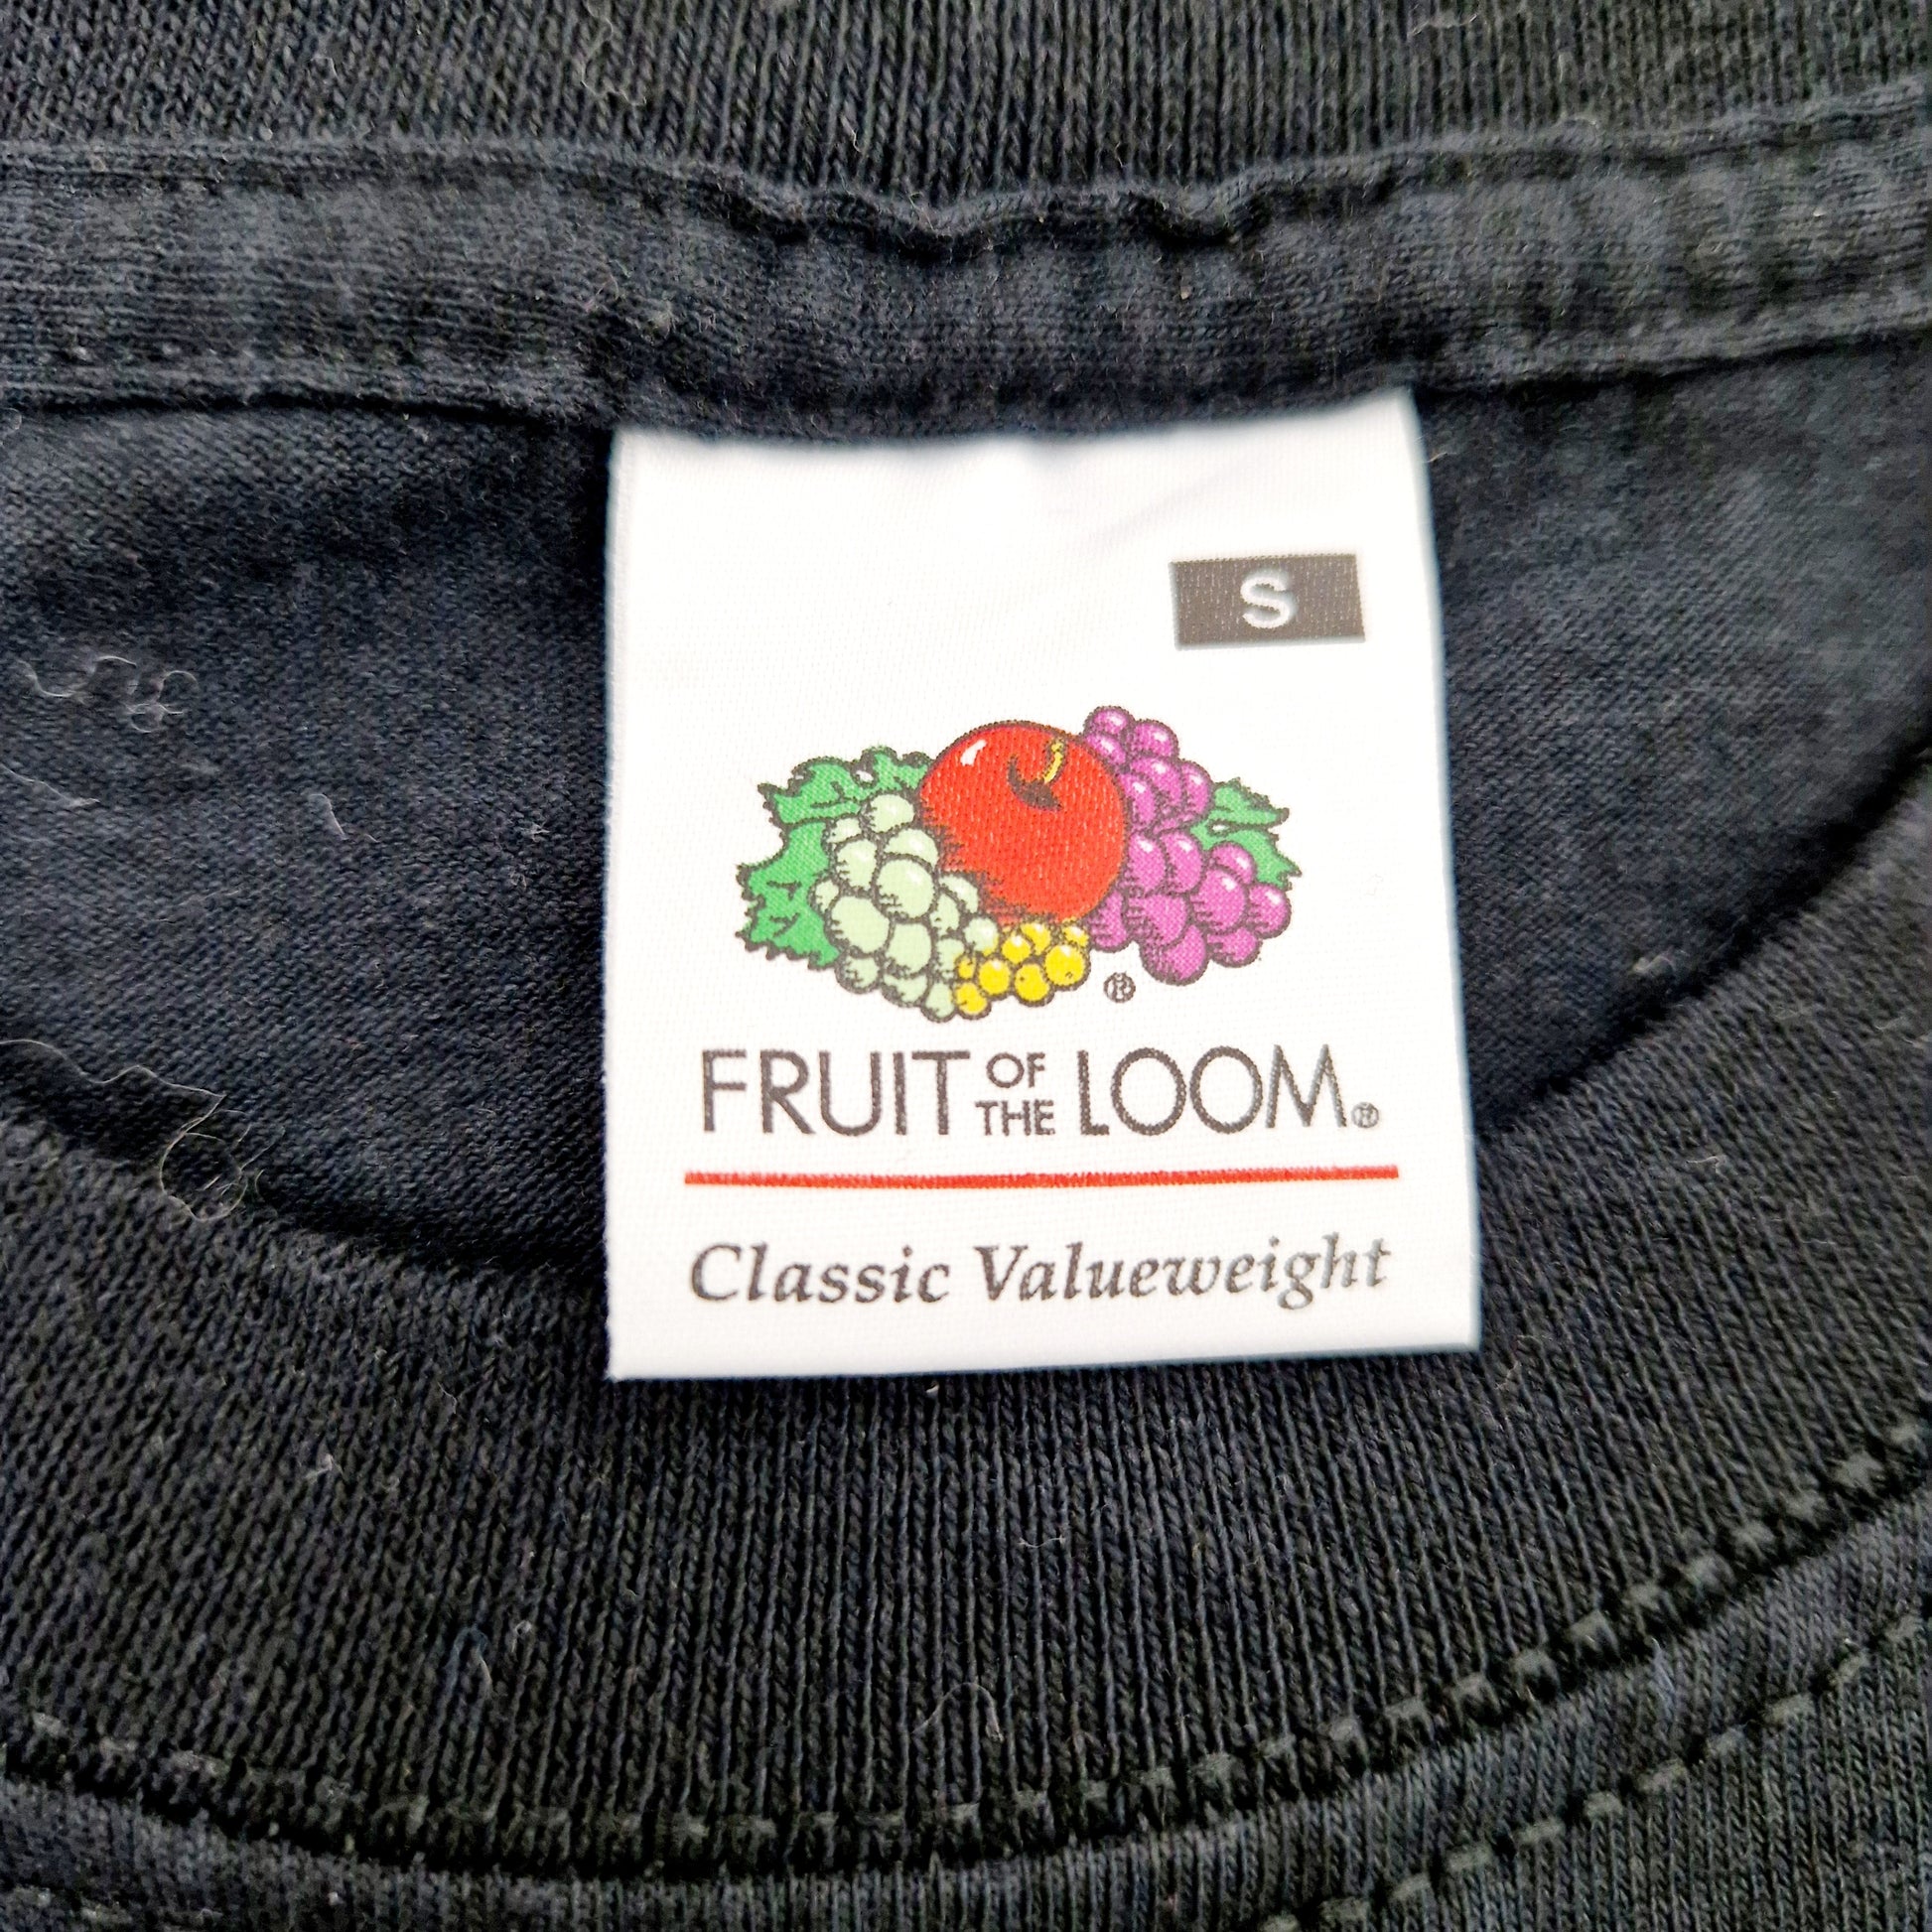 S
®
FRUIT OF THE LOOM®
Classic Valueweight